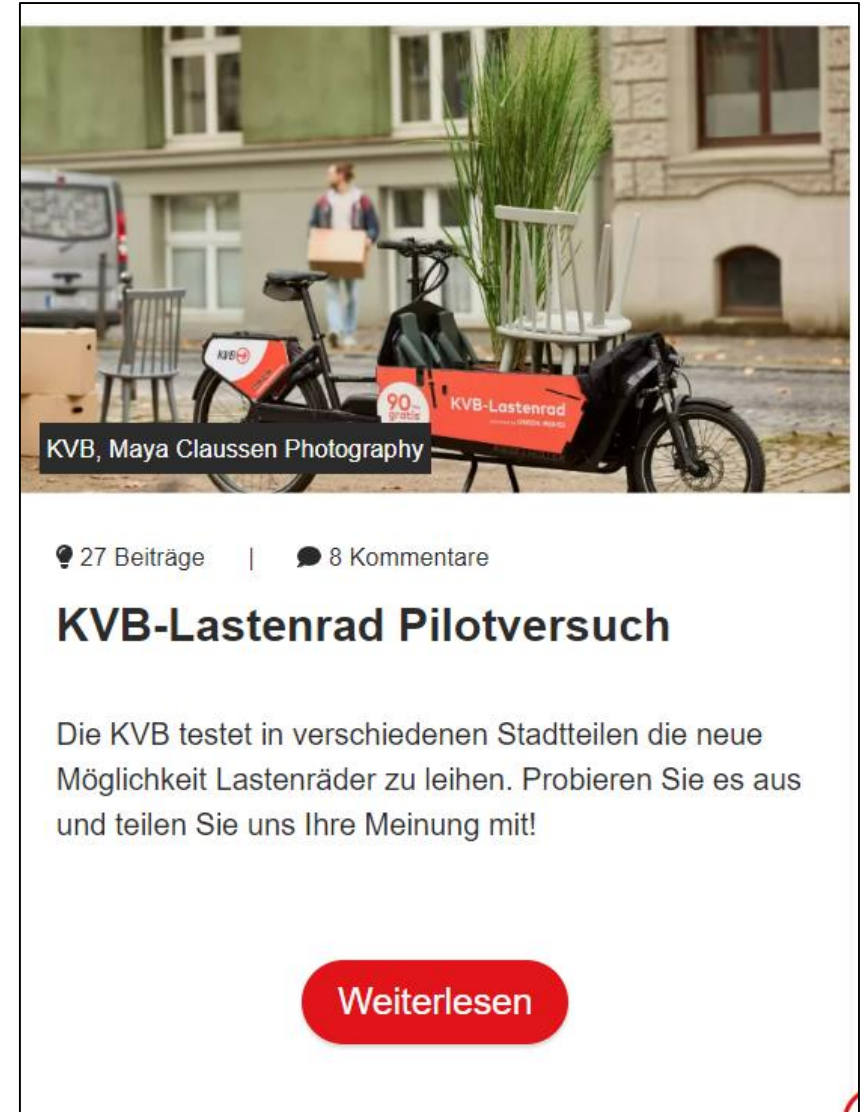 KVB
90
gratis
KVB-Lastenrad
KVB, Maya Claussen Photography
27 Beiträge | 8 Kommentare
KVB-Lastenrad Pilotversuch
Die KVB testet in verschiedenen Stadtteilen die neue
Möglichkeit Lastenräder zu leihen. Probieren Sie es aus
und teilen Sie uns Ihre Meinung mit!
Weiterlesen